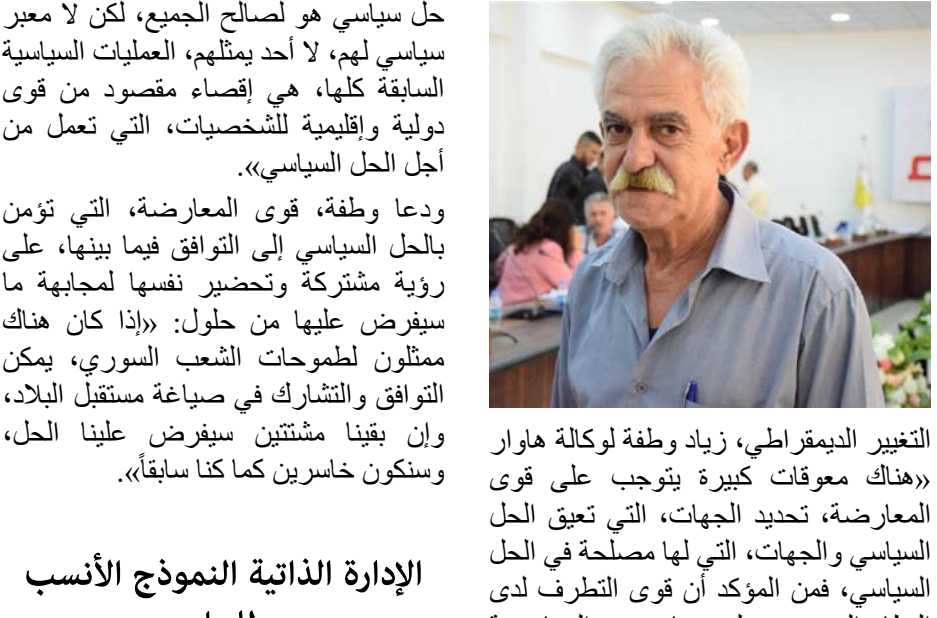 التغيير الديمقراطي، زياد وطفة لوكالة هاوار
«هناك معوقات كبيرة يتوجب على قوى
المعارضة، تحديد الجهات، التي تعيق الحل
السياسي والجهات، التي لها مصلحة في الحل
السياسي، فمن المؤكد أن قوى التطرف لدى
حل سياسي هو لصالح الجميع، لكن لا معبر
سياسي لهم، لا أحد يمثلهم، العمليات السياسية
السابقة كلها، هي إقصاء مقصود من قوى
دولية وإقليمية للشخصيات، التي تعمل من
أجل الحل السياسي».
ودعا وطفة، قوى المعارضة، التي تؤمن
بالحل السياسي إلى التوافق فيما بينها، على
رؤية مشتركة وتحضير نفسها لمجابهة ما
سيفرض عليها من حلول: «إذا كان هناك
ممثلون لطموحات الشعب السوري، يمكن
التوافق والتشارك في صياغة مستقبل البلاد،
وإن بقينا مشتتين سيفرض علينا الحل،
وسنكون خاسرين كما كنا سابقاً».
الإدارة الذاتية النموذج الأنسب